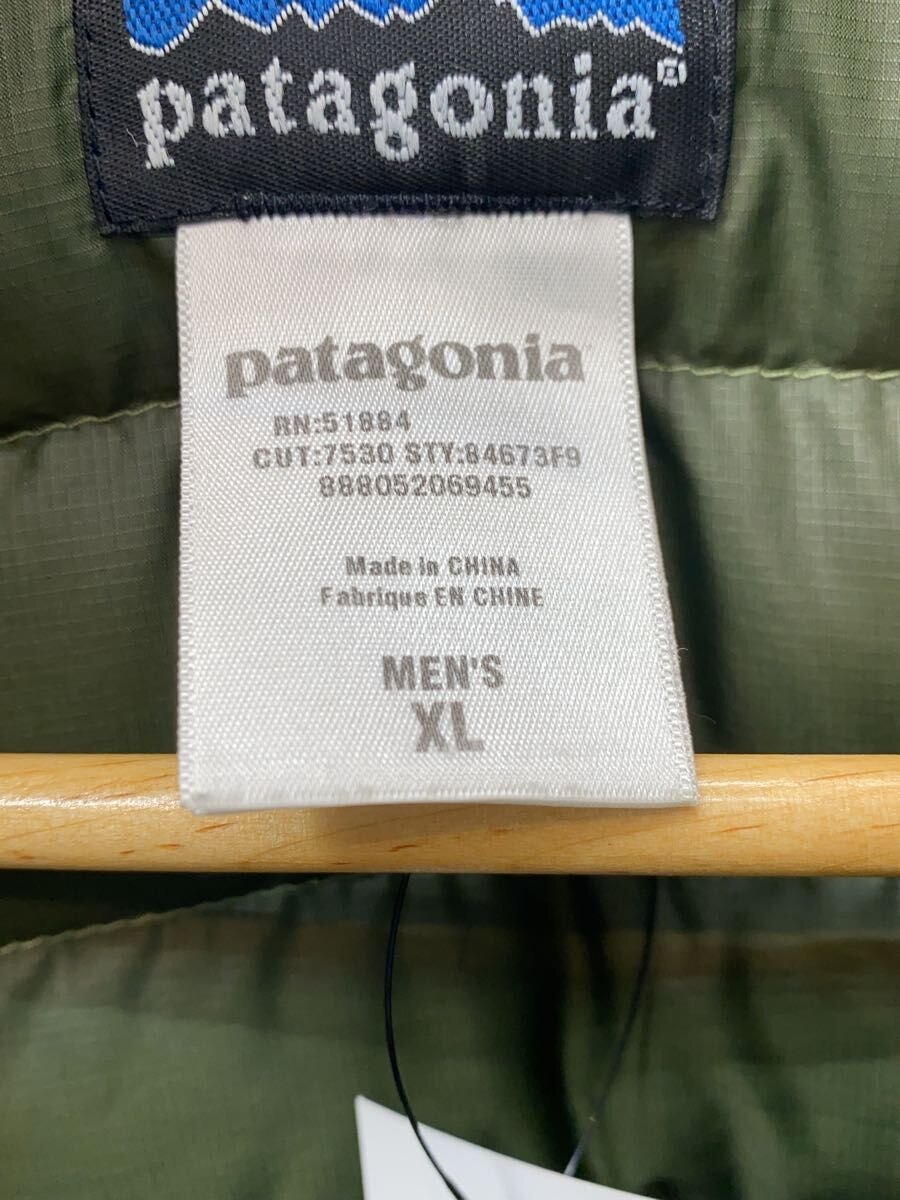 patagonia®
patagonia
RN:51884
CUT:7530 STY:84673F9
888052069455
Made in CHINA
Fabriqué EN CHINE
MEN'S
XL